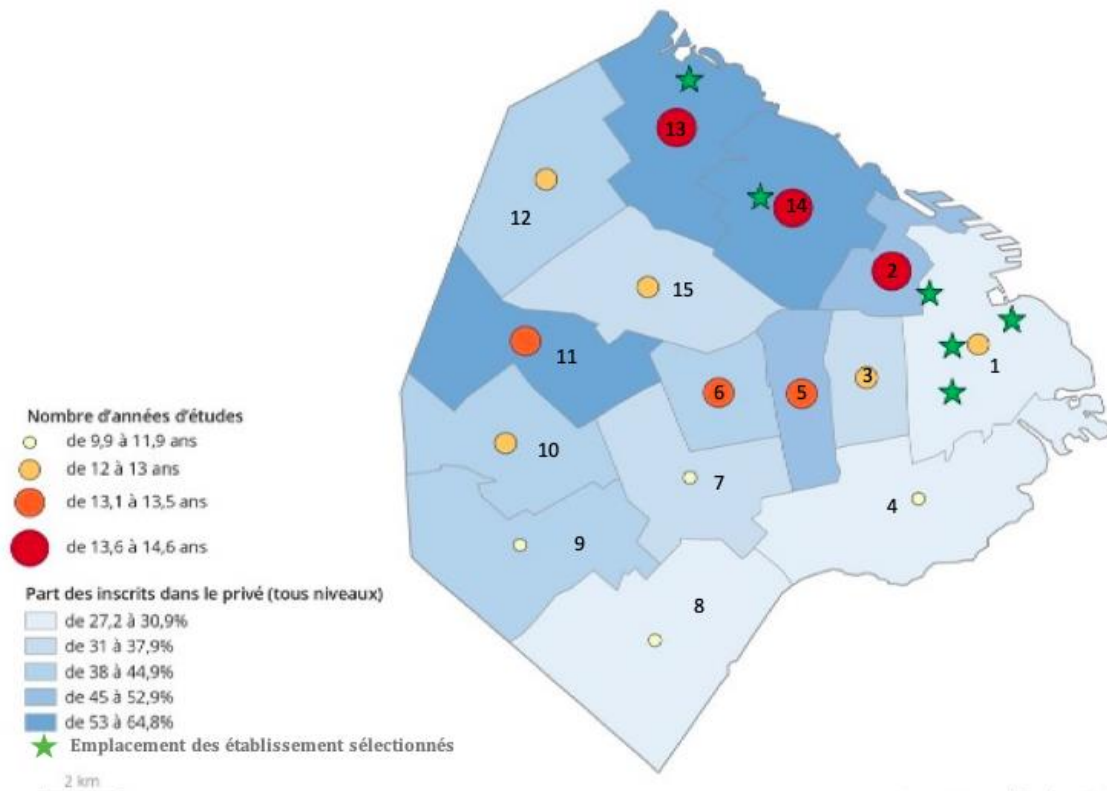 13
14
12
2
15
11
1
3
6
5
10
7
4
9
8
Nombre d'années d'études
de 9,9 à 11,9 ans
de 12 à 13 ans
de 13,1 à 13,5 ans
de 13,6 à 14,6 ans
Part des inscrits dans le privé (tous niveaux)
de 27,2 à 30,9%
de 31 à 37,9%
de 38 à 44,9%
de 45 à 52,9%
de 53 à 64,8%
Emplacement des établissement sélectionnés
2 km